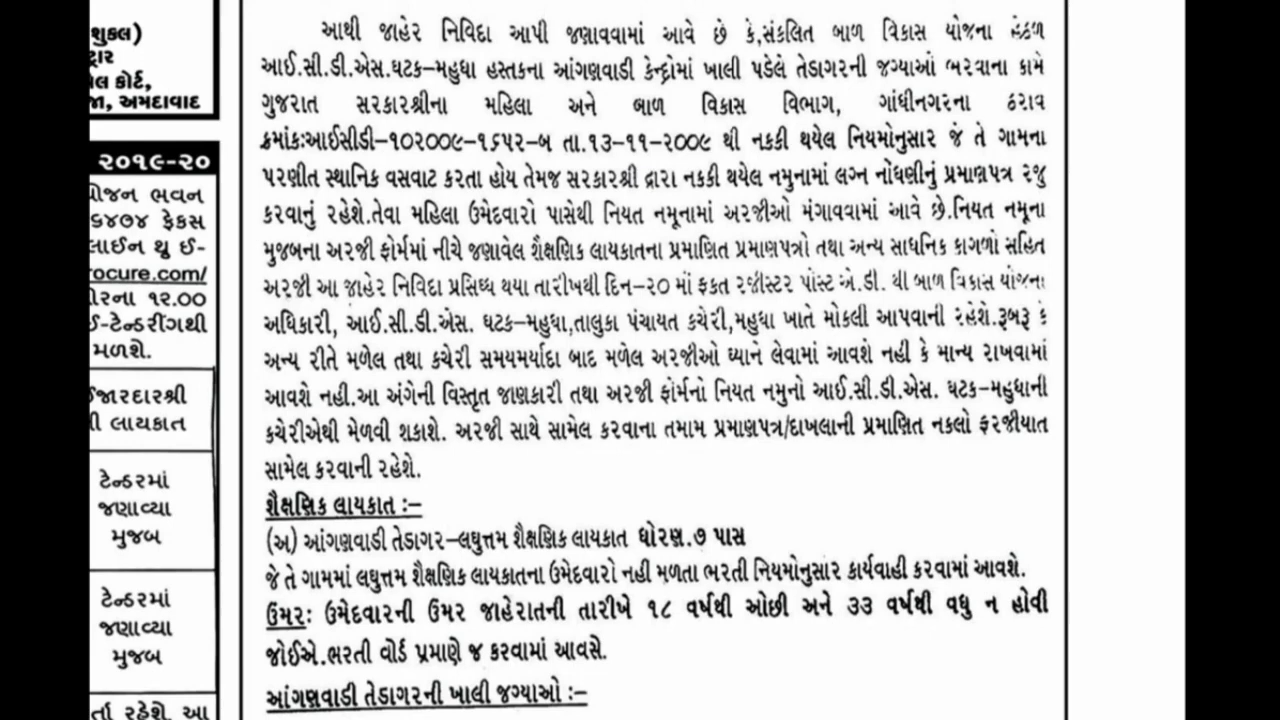 શુકલ)
ટ્રાર
કોર્ટ,
અમદાવાદ
૨૦૧૯-૨૦
ભવન
૬૪૭૪ ફેકસ
લાઈન થ્રુ ઈ-
rocure.com/
૧૨.૦૦
ઈ-ટેન્ડરીંગથી
મળશે.
ઈજારદારશ્રી
ની લાયકાત
ટેન્ડરમાં
જણાવ્યા
મુજબ
ટેન્ડરમાં
જણાવ્યા
મુજબ
ર્તા રહેશે. આ
આથી જાહેર નિવિદા આપી જણાવવામાં આવે છે કે,સંકલિત બાળ વિકાસ યોજના હેઠળ
આઈ.સી.ડી.એસ.ઘટક–મહુધા હસ્તકના આંગણવાડી કેન્દ્રોમાં ખાલી પડેલે તેડાગરની જગ્યાઓ ભરવાના કામે
ગુજરાત સરકારશ્રીના મહિલા અને બાળ વિકાસ વિભાગ, ગાંધીનગરના ઠરાવ
ક્રમાંક:આઈસીડી–૧૦૨૦૦૯–૧૬૫૨–બ તા.૧૩–૧૧–૨૦૦૯ થી નકકી થયેલ નિયમોનુસાર જે તે ગામના
પરણીત સ્થાનિક વસવાટ કરતા હોય તેમજ સરકારશ્રી દ્રારા નકકી થયેલ નમુનામાં લગ્ન નોંધણીનું પ્રમાણપત્ર રજુ
કરવાનું રહેશે.તેવા મહિલા ઉમેદવારો પાસેથી નિયત નમૂનામાં અરજીઓ મંગાવવામાં આવે છે.નિયત નમૂના
મુજબના અરજી ફોર્મમાં નીચે જણાવેલ શૈક્ષણિક લાયકાતના પ્રમાણિત પ્રમાણપત્રો તથા અન્ય સાધનિક કાગળો સહિત
અરજી આ જાહેર નિવિદા પ્રસિધ્ધ થયા તારીખથી દિન–૨૦ માં ફકત રજીસ્ટર પોસ્ટ એ.ડી. થી બાળ વિકાસ યોજના
અધિકારી, આઈ.સી.ડી.એસ. ઘટક–મહુધા,તાલુકા પંચાયત કચેરી,મહુધા ખાતે મોકલી આપવાની રહેશે.રૂબરૂ કે
અન્ય રીતે મળેલ તથા કચેરી સમયમર્યાદા બાદ મળેલ અરજીઓ ધ્યાને લેવામાં આવશે નહી કે માન્ય રાખવામાં
આવશે નહી.આ અંગેની વિસ્તૃત જાણકારી તથા અરજી ફોર્મનો નિયત નમુનો આઈ.સી.ડી.એસ. ઘટક–મહુધાની
કચેરીએથી મેળવી શકાશે. અરજી સાથે સામેલ કરવાના તમામ પ્રમાણપત્ર/દાખલાની પ્રમાણિત નકલો ફરજીયાત
સામેલ કરવાની રહેશે.
શૈક્ષણિક લાયકાત :–
(અ) આંગણવાડી તેડાગર–લઘુત્તમ શૈક્ષણિક લાયકાત ધોરણ.૭ પાસ
જે તે ગામમાં લઘુત્તમ શૈક્ષણિક લાયકાતના ઉમેદવારો નહી મળતા ભરતી નિયમોનુસાર કાર્યવાહી કરવામાં આવશે.
ઉમર: ઉમેદવારની ઉમર જાહેરાતની તારીખે ૧૮ વર્ષથી ઓછી અને ૩૩ વર્ષથી વધુ ન હોવી
જોઈએ.ભરતી વોર્ડ પ્રમાણે જ કરવામાં આવસે.
આંગણવાડી તેડાગરની ખાલી જગ્યાઓ :–